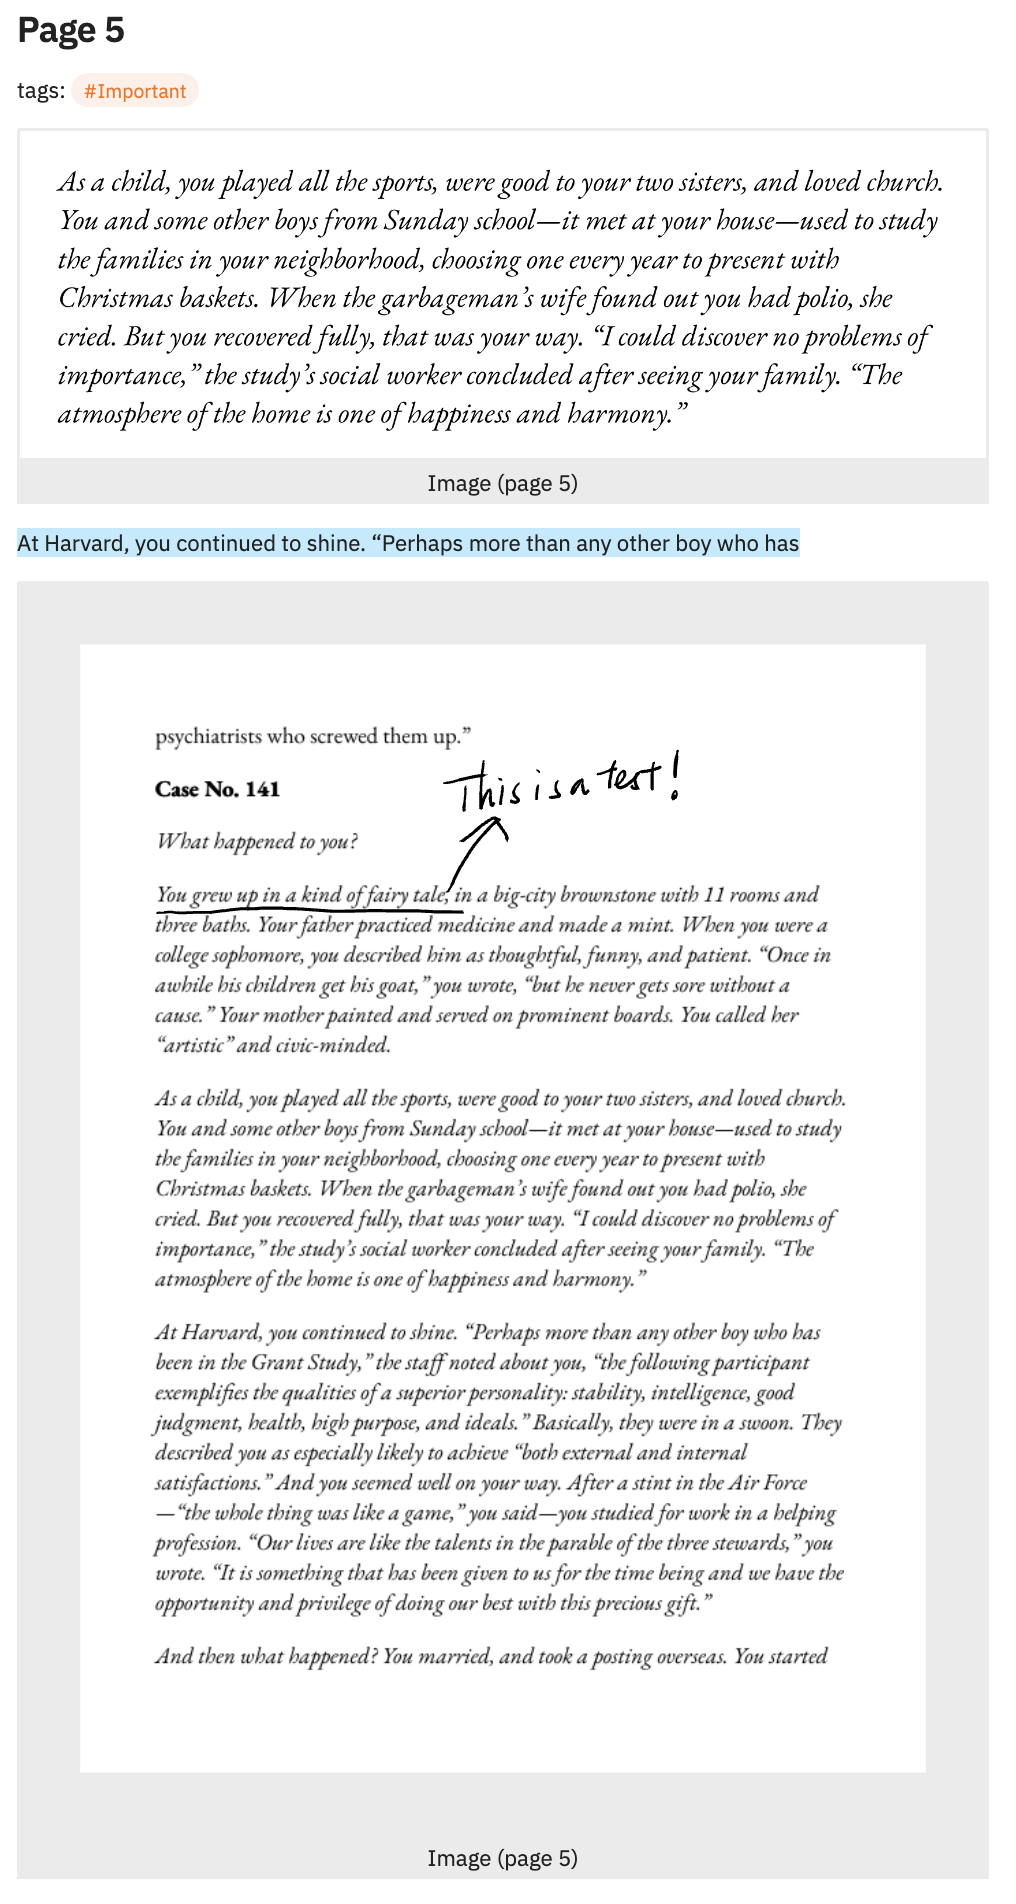 Page 5
tags: #Important
As a child, you played all the sports, were good to your two sisters, and loved church.
You and some other boys from Sunday school—it met at your house—used to study
the families in your neighborhood, choosing one every year to present with
Christmas baskets. When the garbageman’s wife found out you had polio, she
cried. But you recovered fully, that was your way. “I could discover no problems of
importance,” the study’s social worker concluded after seeing your family. “The
atmosphere of the home is one of happiness and harmony.”
Image (page 5)
At Harvard, you continued to shine. “Perhaps more than any other boy who has
psychiatrists who screwed them up.”
This is a test!
Case No. 141
What happened to you?
You grew up in a kind of fairy tale, in a big-city brownstone with 11 rooms and
three baths. Your father practiced medicine and made a mint. When you were a
college sophomore, you described him as thoughtful, funny, and patient. “Once in
awhile his children get his goat,” you wrote, “but he never gets sore without a
cause.” Your mother painted and served on prominent boards. You called her
“artistic” and civic-minded.
As a child, you played all the sports, were good to your two sisters, and loved church.
You and some other boys from Sunday school—it met at your house—used to study
the families in your neighborhood, choosing one every year to present with
Christmas baskets. When the garbageman’s wife found out you had polio, she
cried. But you recovered fully, that was your way. “I could discover no problems of
importance,” the study’s social worker concluded after seeing your family. “The
atmosphere of the home is one of happiness and harmony.”
At Harvard, you continued to shine. “Perhaps more than any other boy who has
been in the Grant Study,” the staff noted about you, “the following participant
exemplifies the qualities of a superior personality: stability, intelligence, good
judgment, health, high purpose, and ideals.” Basically, they were in a swoon. They
described you as especially likely to achieve “both external and internal
satisfactions.” And you seemed well on your way. After a stint in the Air Force
—“the whole thing was like a game,” you said—you studied for work in a helping
profession. “Our lives are like the talents in the parable of the three stewards,” you
wrote. “It is something that has been given to us for the time being and we have the
opportunity and privilege of doing our best with this precious gift.”
And then what happened? You married, and took a posting overseas. You started
Image (page 5)